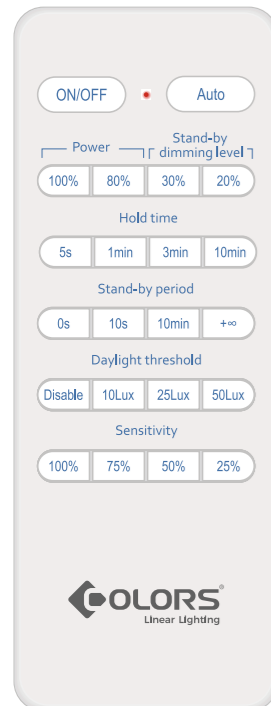 ON/OFF Auto
Power Stand-by
dimming level
100% 80% 30% 20%
Hold time
5s 1min 3min 10min
Stand-by period
0s 10s 10min +∞
Daylight threshold
Disable 10Lux 25Lux 50Lux
Sensitivity
100% 75% 50% 25%
COLORS®
Linear Lighting